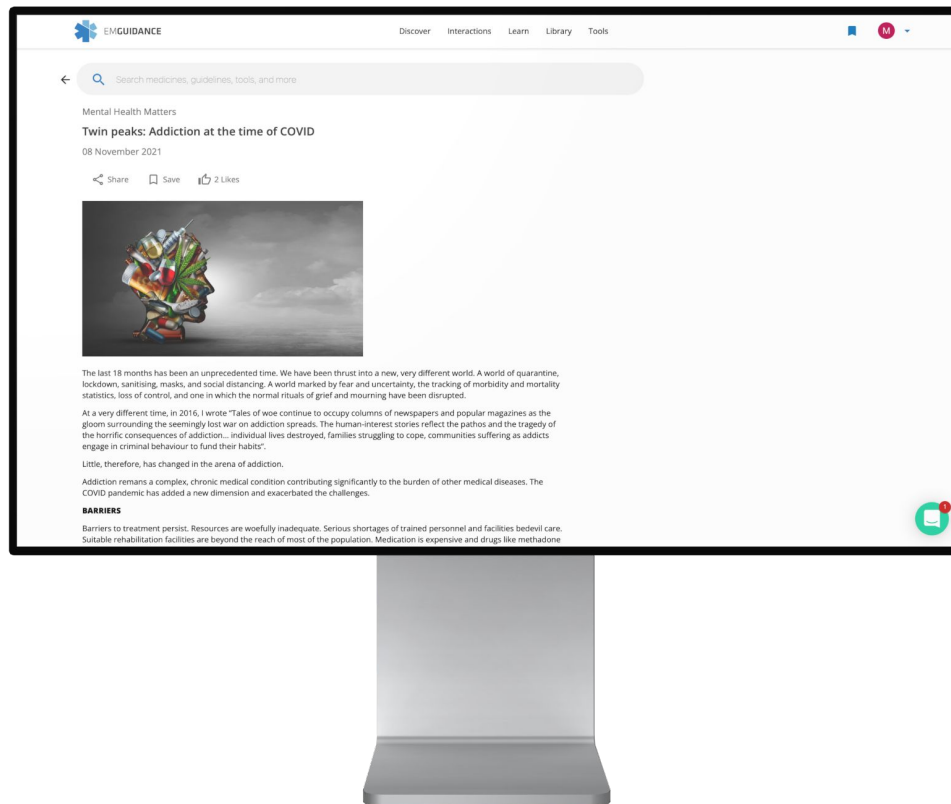 EMGUIDANCE
Discover Interactions Learn Library Tools
M
Search medicines, guidelines, tools, and more
Mental Health Matters
Twin peaks: Addiction at the time of COVID
08 November 2021
Share Save 2 Likes
The last 18 months has been an unprecedented time. We have been thrust into a new, very different world. A world of quarantine,
lockdown, sanitising, masks, and social distancing. A world marked by fear and uncertainty, the tracking of morbidity and mortality
statistics, loss of control, and one in which the normal rituals of grief and mourning have been disrupted.
At a very different time, in 2016, I wrote “Tales of woe continue to occupy columns of newspapers and popular magazines as the
gloom surrounding the seemingly lost war on addiction spreads. The human-interest stories reflect the pathos and the tragedy of
the horrific consequences of addiction… individual lives destroyed, families struggling to cope, communities suffering as addicts
engage in criminal behaviour to fund their habits”.
Little, therefore, has changed in the arena of addiction.
Addiction remans a complex, chronic medical condition contributing significantly to the burden of other medical diseases. The
COVID pandemic has added a new dimension and exacerbated the challenges.
BARRIERS
Barriers to treatment persist. Resources are woefully inadequate. Serious shortages of trained personnel and facilities bedevil care.
Suitable rehabilitation facilities are beyond the reach of most of the population. Medication is expensive and drugs like methadone
1